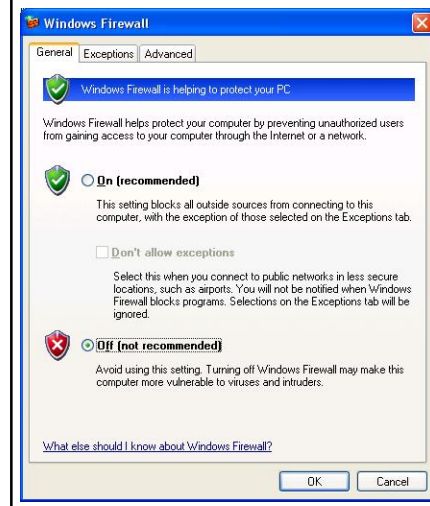 Windows Firewall
General Exceptions Advanced
Windows Firewall is helping to protect your PC
Windows Firewall helps protect your computer by preventing unauthorized users
from gaining access to your computer through the Internet or a network.
On (recommended)
This setting blocks all outside sources from connecting to this
computer, with the exception of those selected on the Exceptions tab.
Don't allow exceptions
Select this when you connect to public networks in less secure
locations, such as airports. You will not be notified when Windows
Firewall blocks programs. Selections on the Exceptions tab will be
ignored.
Off (not recommended)
Avoid using this setting. Turning off Windows Firewall may make this
computer more vulnerable to viruses and intruders.
What else should I know about Windows Firewall?
OK Cancel